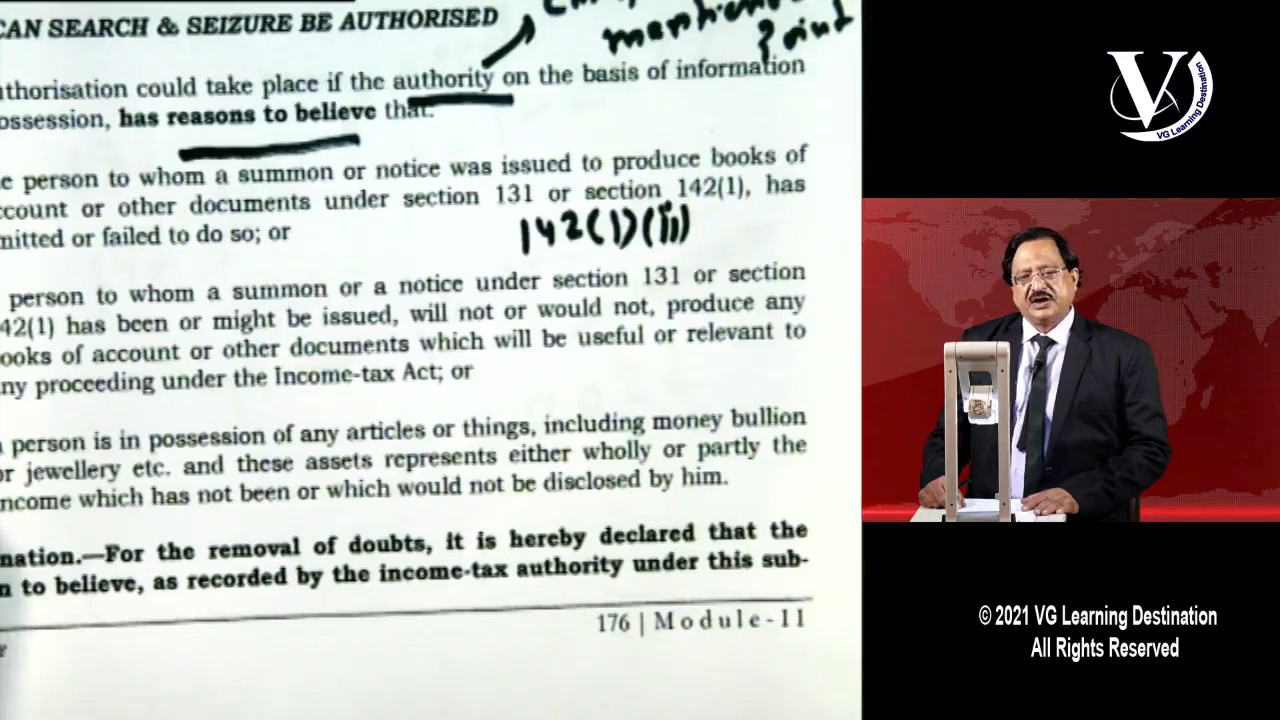 CAN SEARCH & SEIZURE BE AUTHORISED
mentioned
Point
thorisation could take place if the authority on the basis of information
ossession, has reasons to believe that:
e person to whom a summon or notice was issued to produce books of
ccount or other documents under section 131 or section 142(1), has
mitted or failed to do so; or
142(1)(ii)
person to whom a summon or a notice under section 131 or section
42(1) has been or might be issued, will not or would not, produce any
ooks of account or other documents which will be useful or relevant to
ny proceeding under the Income-tax Act; or
person is in possession of any articles or things, including money bullion
or jewellery etc. and these assets represents either wholly or partly the
ncome which has not been or which would not be disclosed by him.
nation.—For the removal of doubts, it is hereby declared that the
n to believe, as recorded by the income-tax authority under this sub-
176 | Module-II
V
VG Learning Destination
© 2021 VG Learning Destination
All Rights Reserved